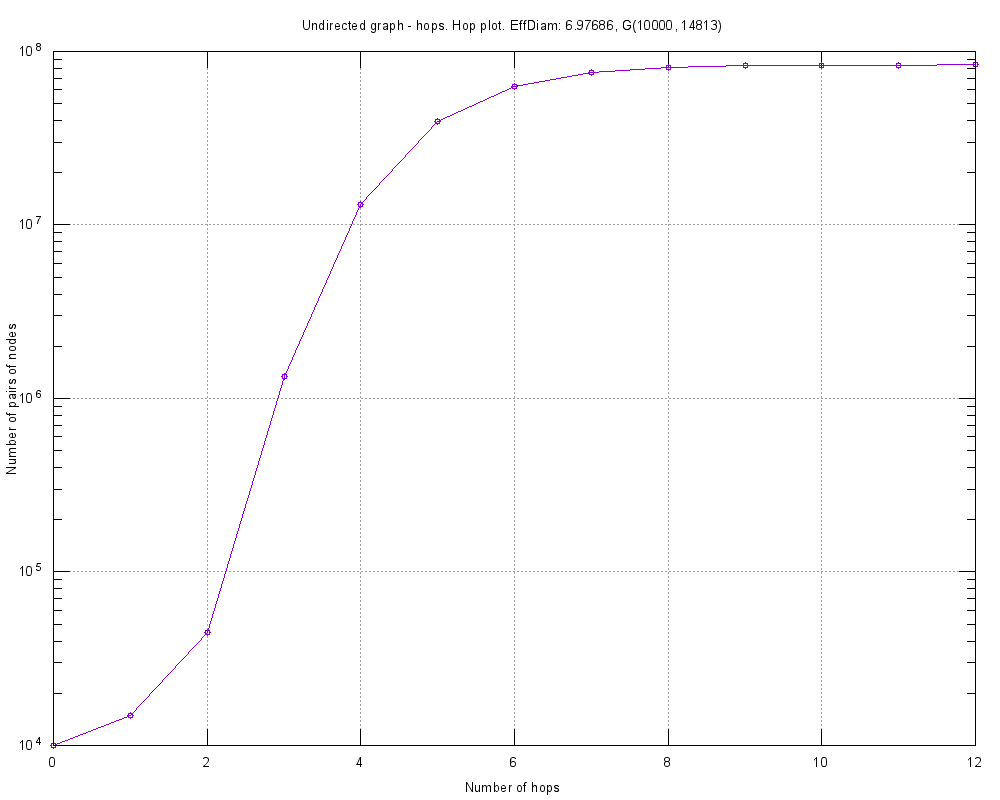 Undirected graph - hops. Hop plot. EffDiam: 6.97686, G(10000, 14813)
10^8
10^7
10^6
10^5
10^4
Number of pairs of nodes
0 2 4 6 8 10 12
Number of hops